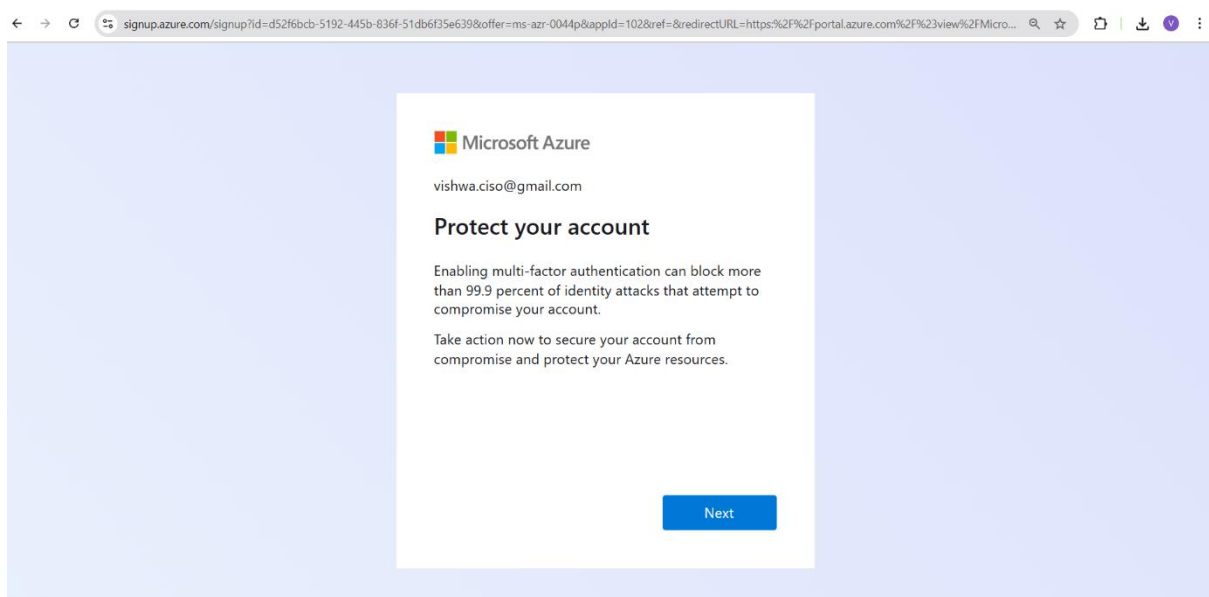 signup.azure.com/signup?id=d52f6bcb-5192-445b-836f-51db6f35e639&offer=ms-azr-0044p&appId=102&ref=&redirectURL=https:%2F%2Fportal.azure.com%2F%23view%2FMicro...
V
Microsoft Azure
vishwa.ciso@gmail.com
Protect your account
Enabling multi-factor authentication can block more
than 99.9 percent of identity attacks that attempt to
compromise your account.
Take action now to secure your account from
compromise and protect your Azure resources.
Next